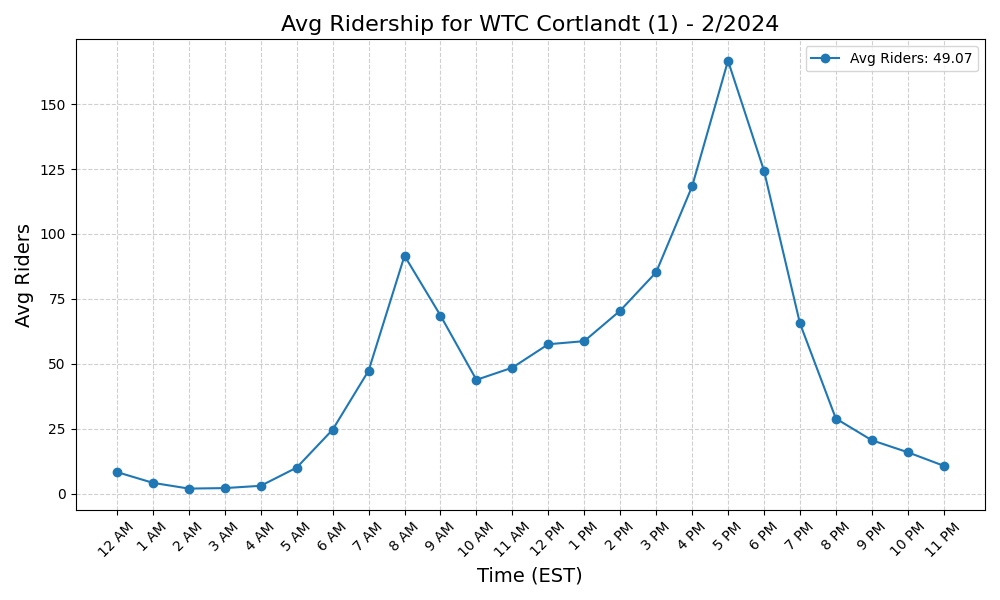 Avg Ridership for WTC Cortlandt (1) - 2/2024
Avg Riders: 49.07
Avg Riders
150
125
100
75
50
25
0
12 AM
1 AM
2 AM
3 AM
4 AM
5 AM
6 AM
7 AM
8 AM
9 AM
10 AM
11 AM
12 PM
1 PM
2 PM
3 PM
4 PM
5 PM
6 PM
7 PM
8 PM
9 PM
10 PM
11 PM
Time (EST)